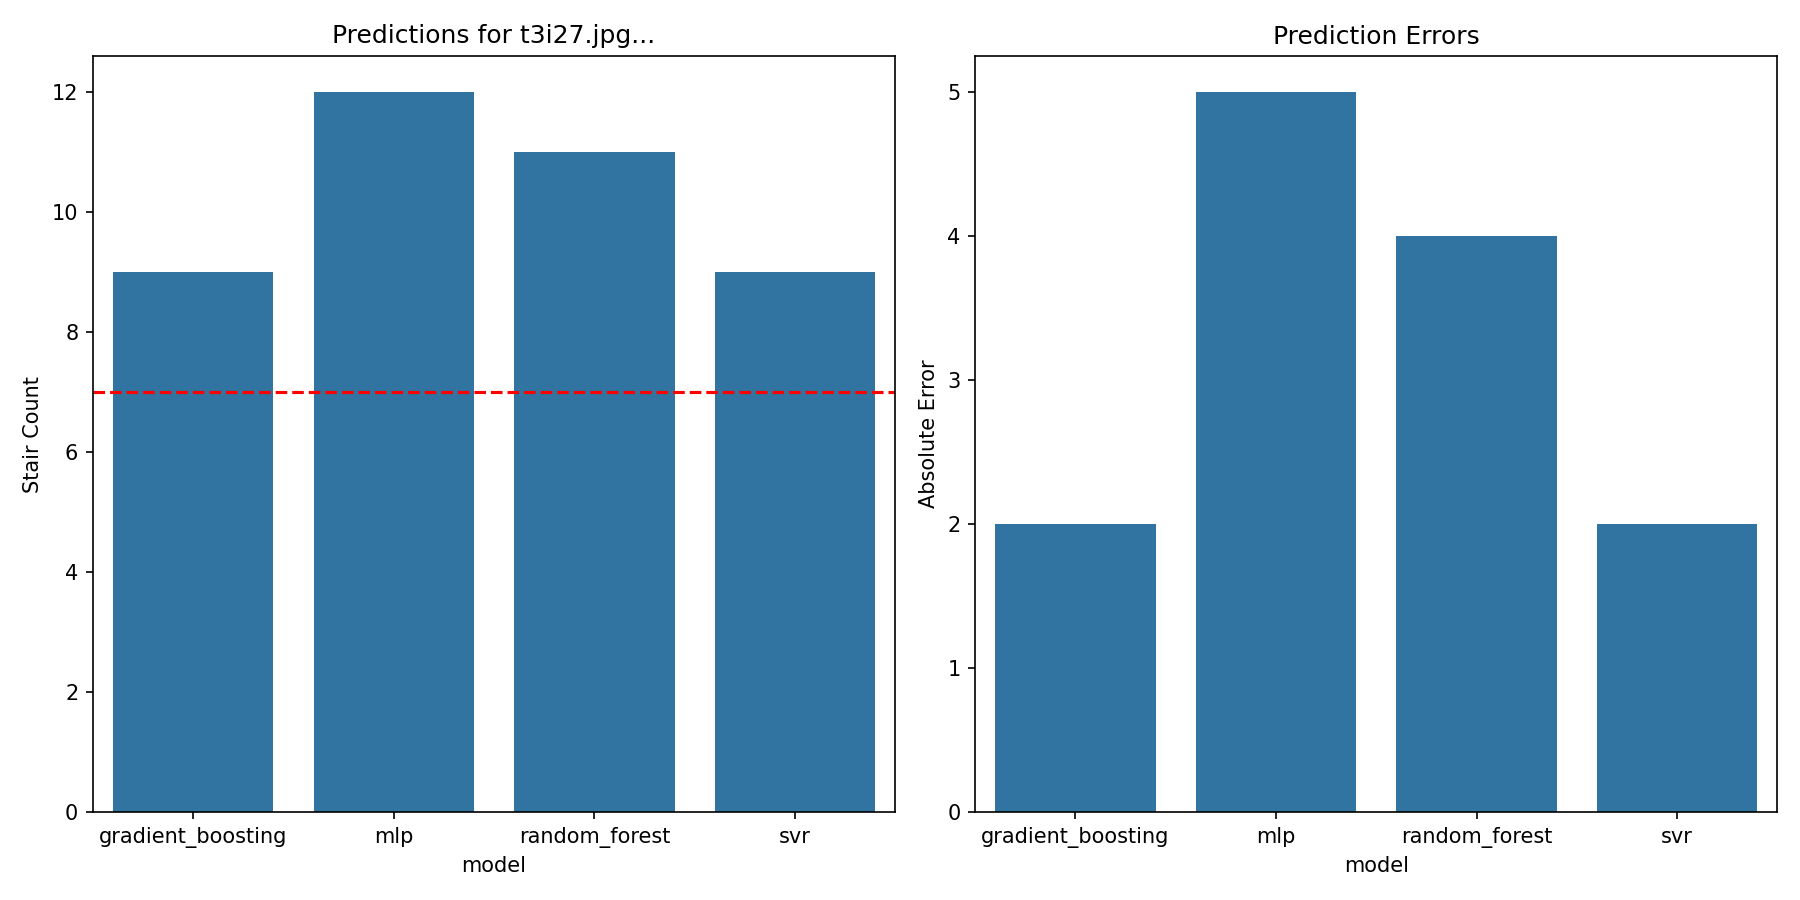 Predictions for t3i27.jpg...
12
10
8
6
4
2
0
Stair Count
gradient_boosting mlp random_forest svr
model
Prediction Errors
5
4
3
2
1
0
Absolute Error
gradient_boosting mlp random_forest svr
model